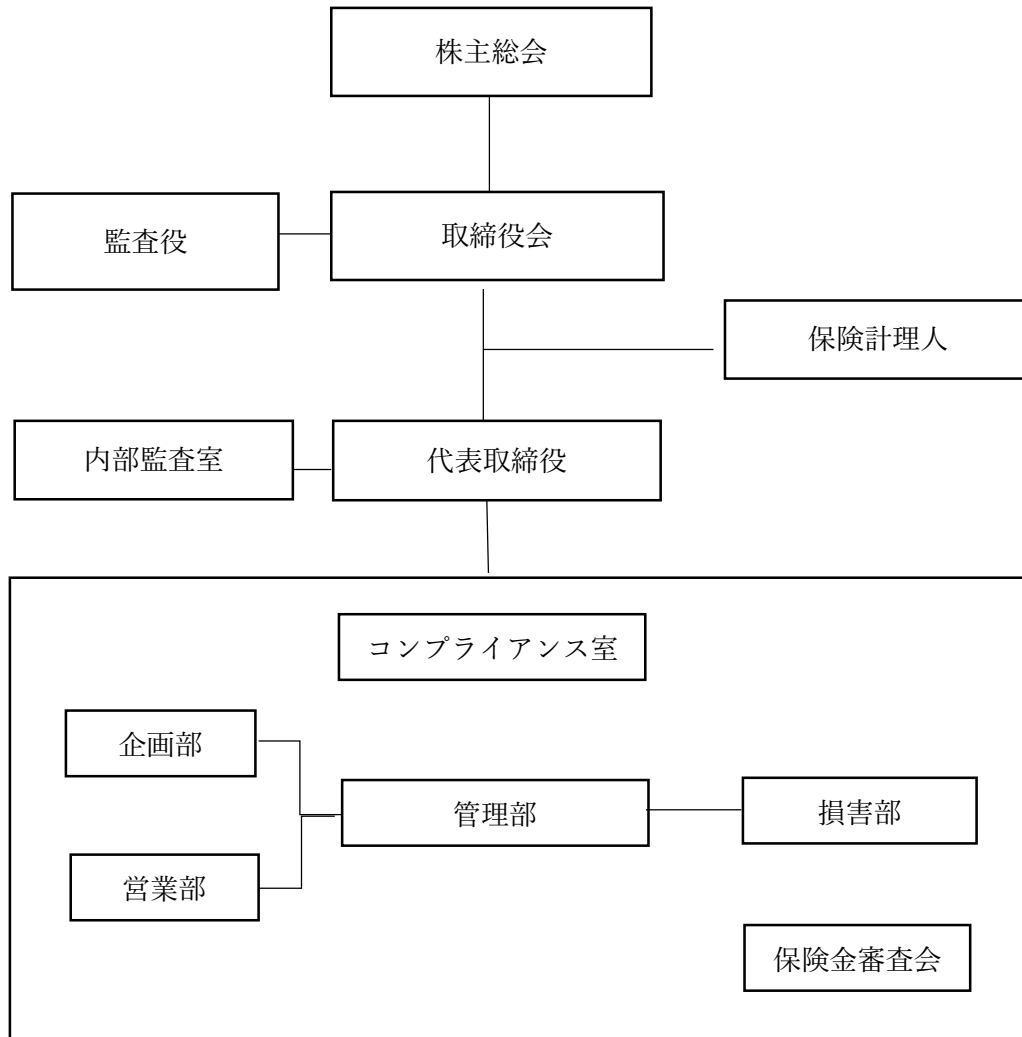 株主総会
監査役
取締役会
保険計理人
内部監査室
代表取締役
コンプライアンス室
企画部
管理部
損害部
営業部
保険金審査会